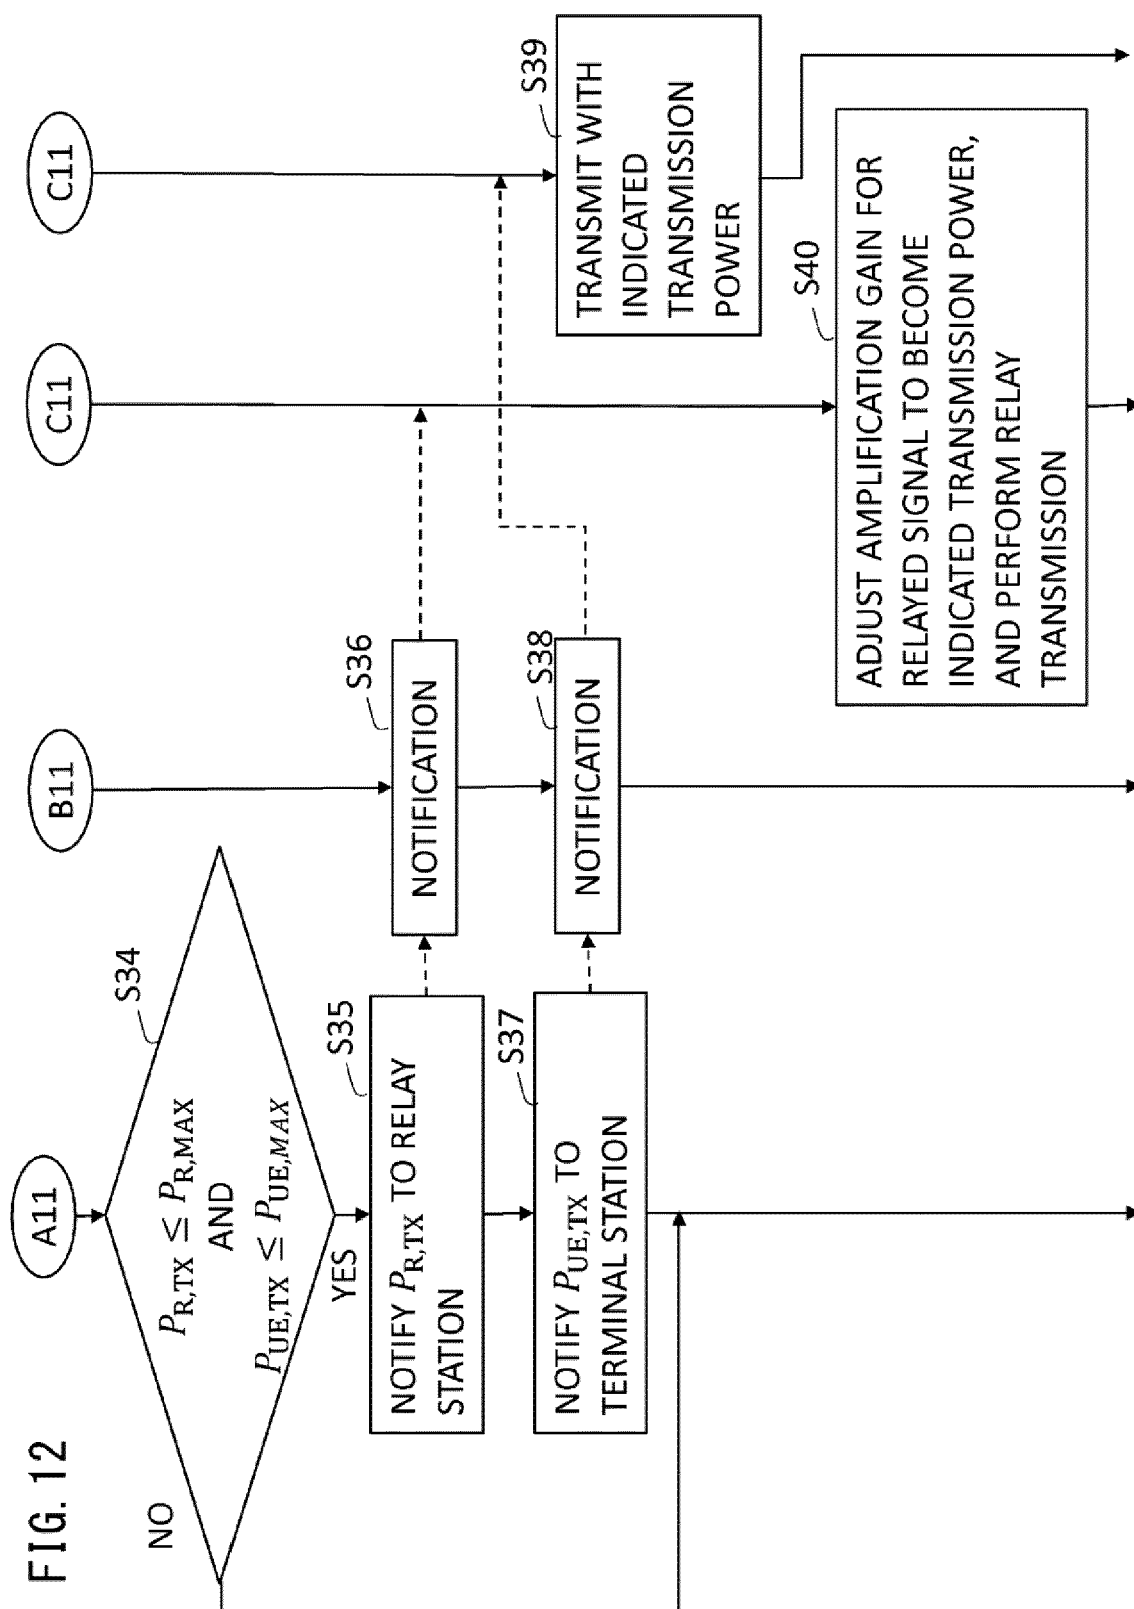 FIG. 12
A11
B11
C11
C11
S34
P_R,TX ≤ P_R,MAX
AND
P_UE,TX ≤ P_UE,MAX
NO
YES
S35
NOTIFY P_R,TX TO RELAY
STATION
S36
NOTIFICATION
S37
NOTIFY P_UE,TX TO
TERMINAL STATION
S38
NOTIFICATION
S39
TRANSMIT WITH
INDICATED
TRANSMISSION
POWER
S40
ADJUST AMPLIFICATION GAIN FOR
RELAYED SIGNAL TO BECOME
INDICATED TRANSMISSION POWER,
AND PERFORM RELAY
TRANSMISSION